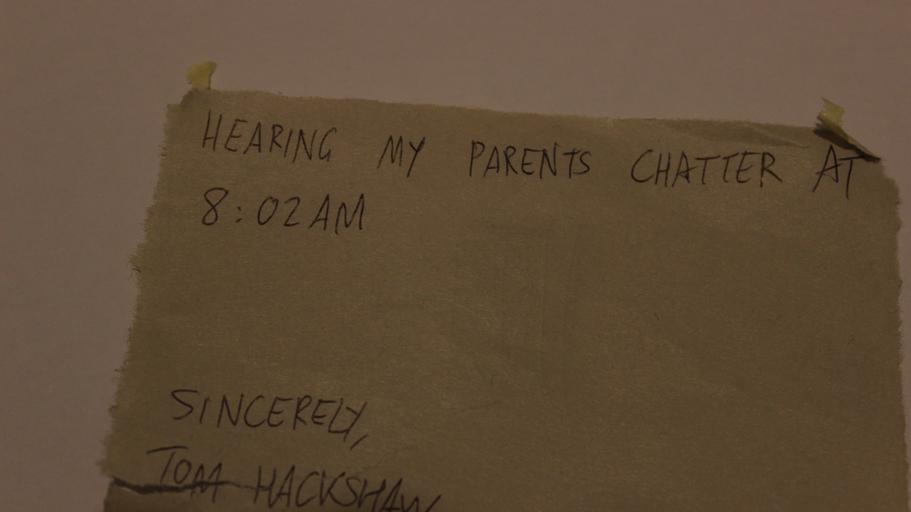 HEARING MY PARENTS CHATTER AT
8:02AM
SINCERELY,
TOM HACKSHAW